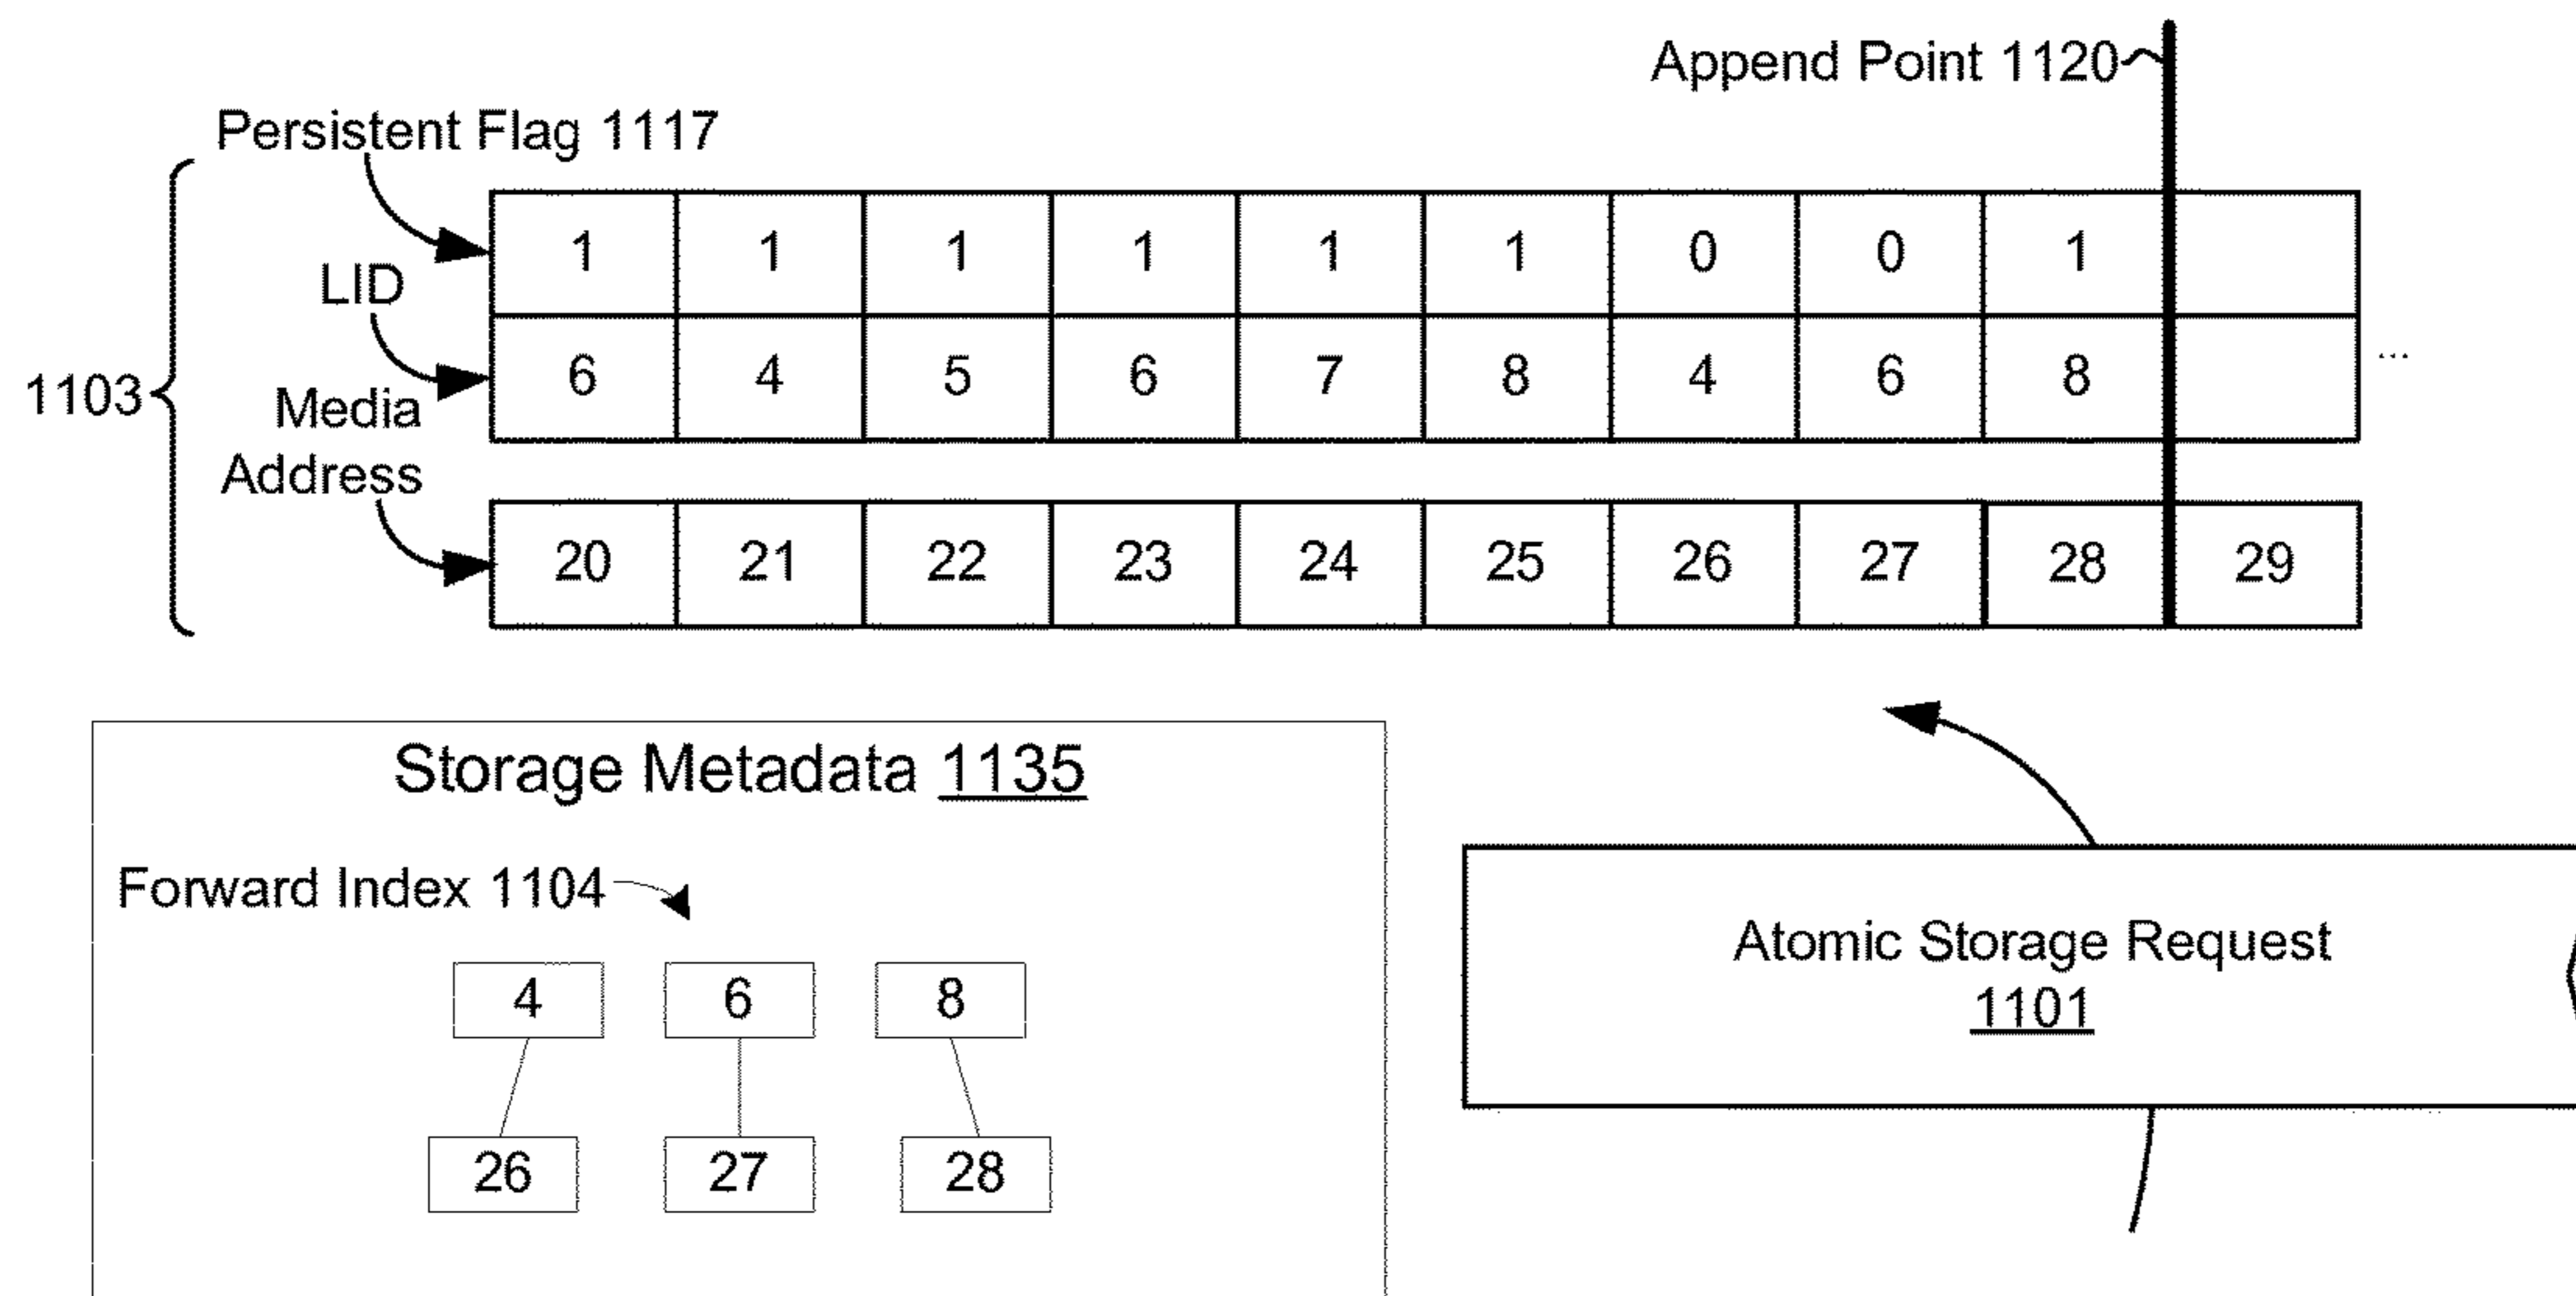 Append Point 1120
Persistent Flag 1117
1 1 1 1 1 1 0 0 1
LID
6 4 5 6 7 8 4 6 8 ...
1103
Media
Address
20 21 22 23 24 25 26 27 28 29
Storage Metadata 1135
Forward Index 1104
4 6 8
26 27 28
Atomic Storage Request
1101